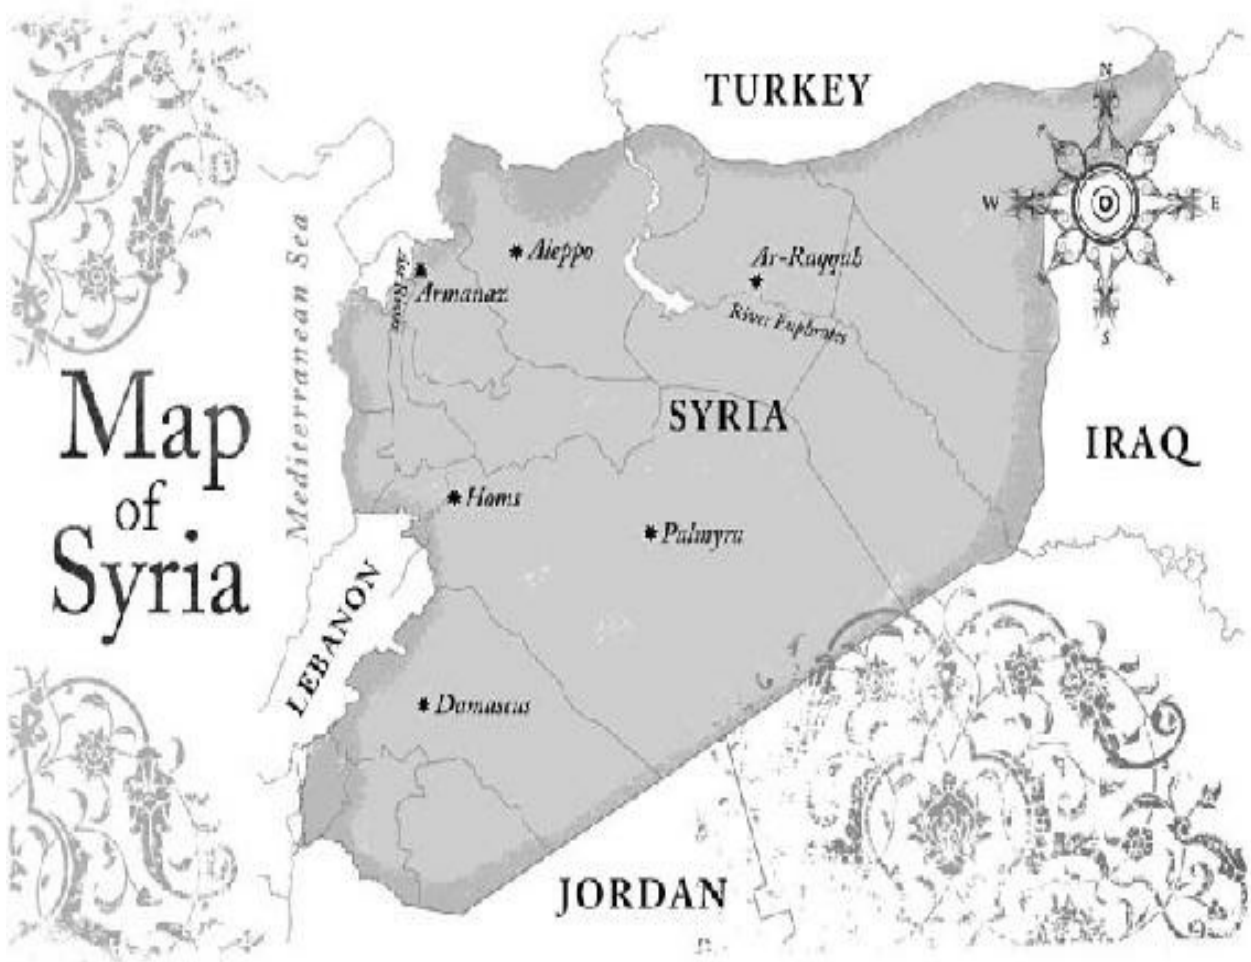 Map
of
Syria
Mediterranean Sea
TURKEY
N
W
E
S
Aleppo
Armanaz
Ar-Raqqah
River Euphrates
SYRIA
IRAQ
Homs
Palmyra
LEBANON
Damascus
JORDAN